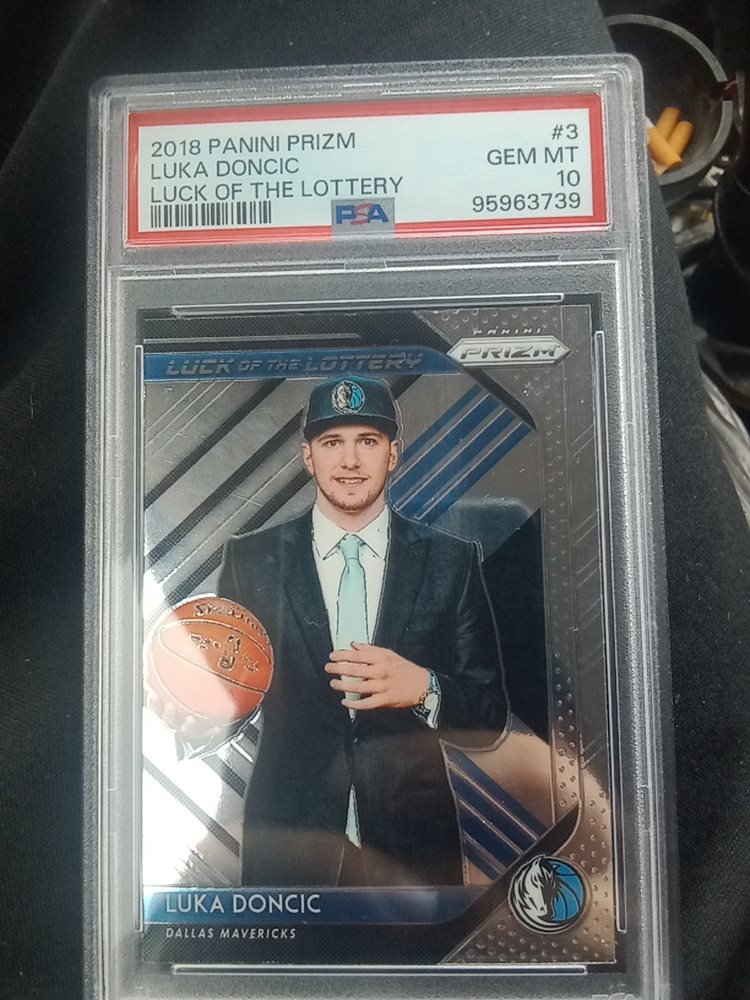 2018 PANINI PRIZM #3
LUKA DONCIC GEM MT
LUCK OF THE LOTTERY 10
PSA 95963739
PANINI
PRIZM
LUCK OF THE LOTTERY
SPALDING
LUKA DONCIC
DALLAS MAVERICKS